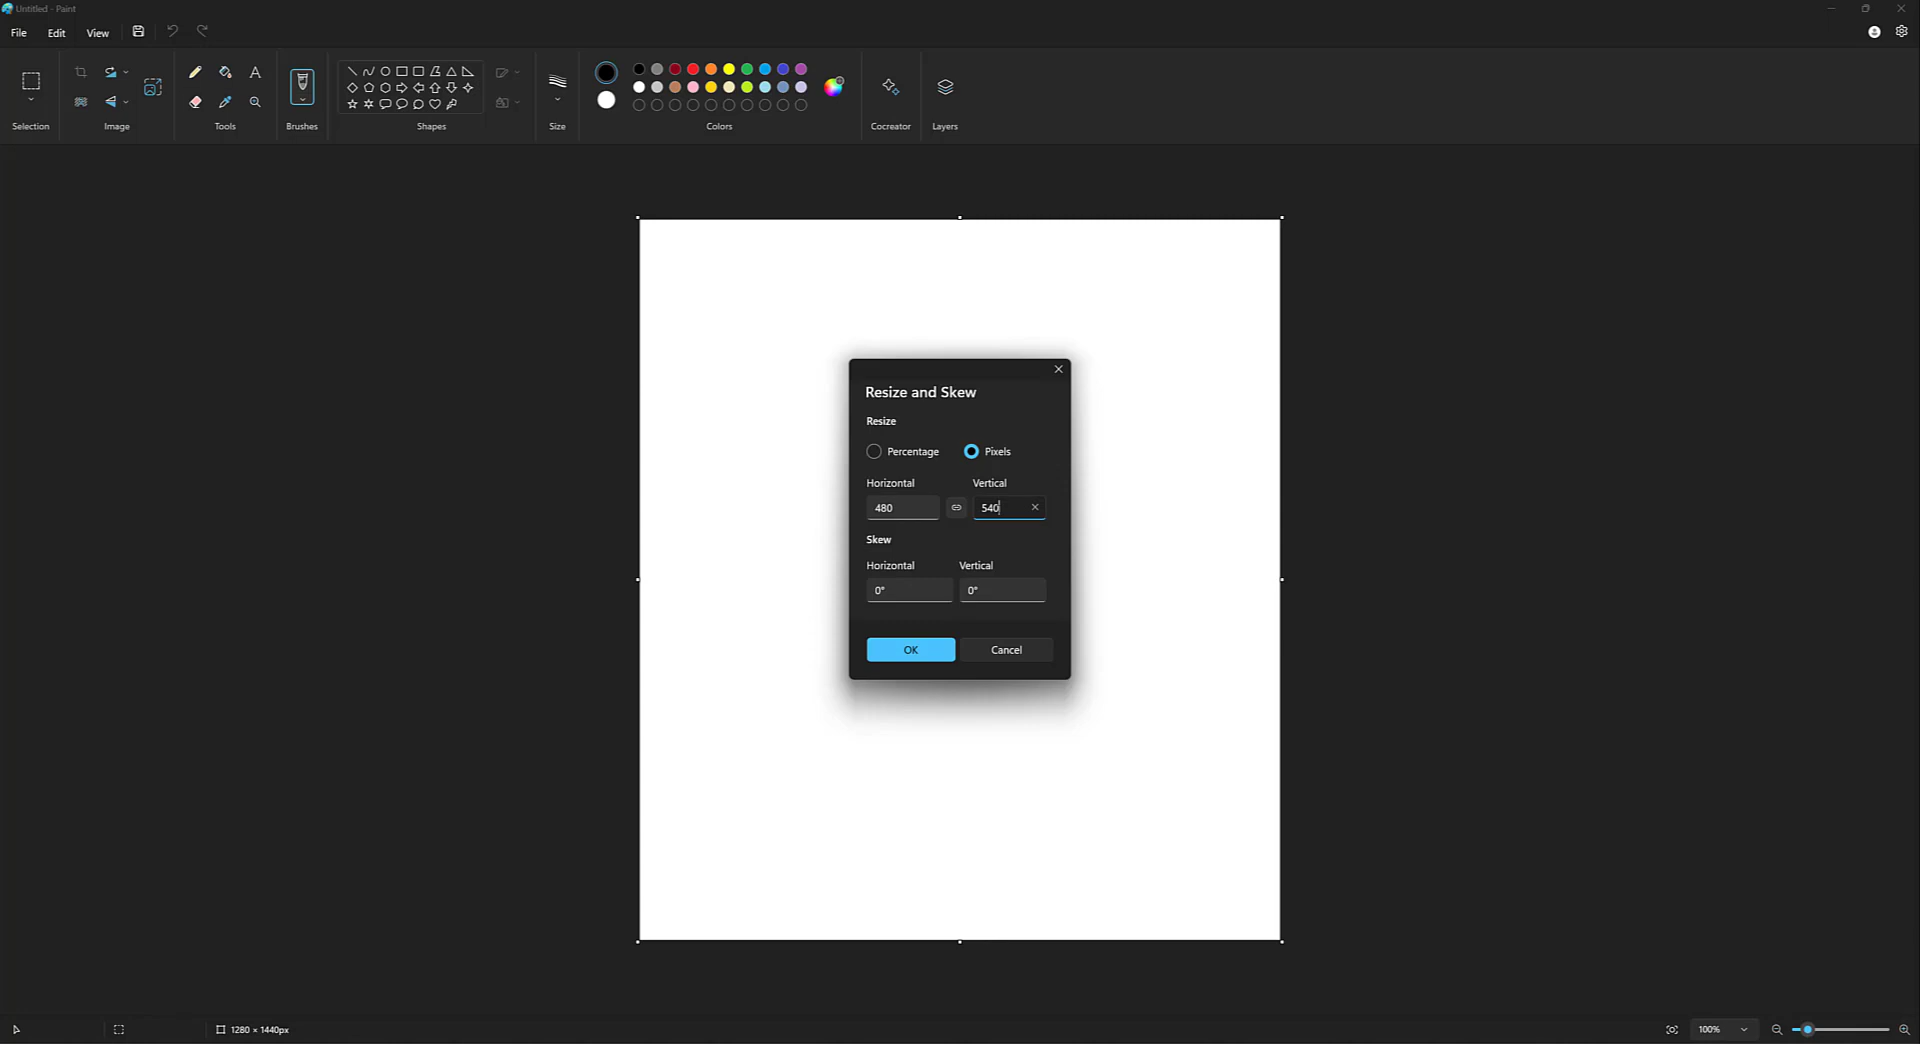 Untitled - Paint
File Edit View
Selection Image Tools Brushes Shapes Size Colors Cocreator Layers
Resize and Skew
Resize
Percentage Pixels
Horizontal Vertical
480 540
Skew
Horizontal Vertical
0° 0°
OK Cancel
1280 × 1440px 100%